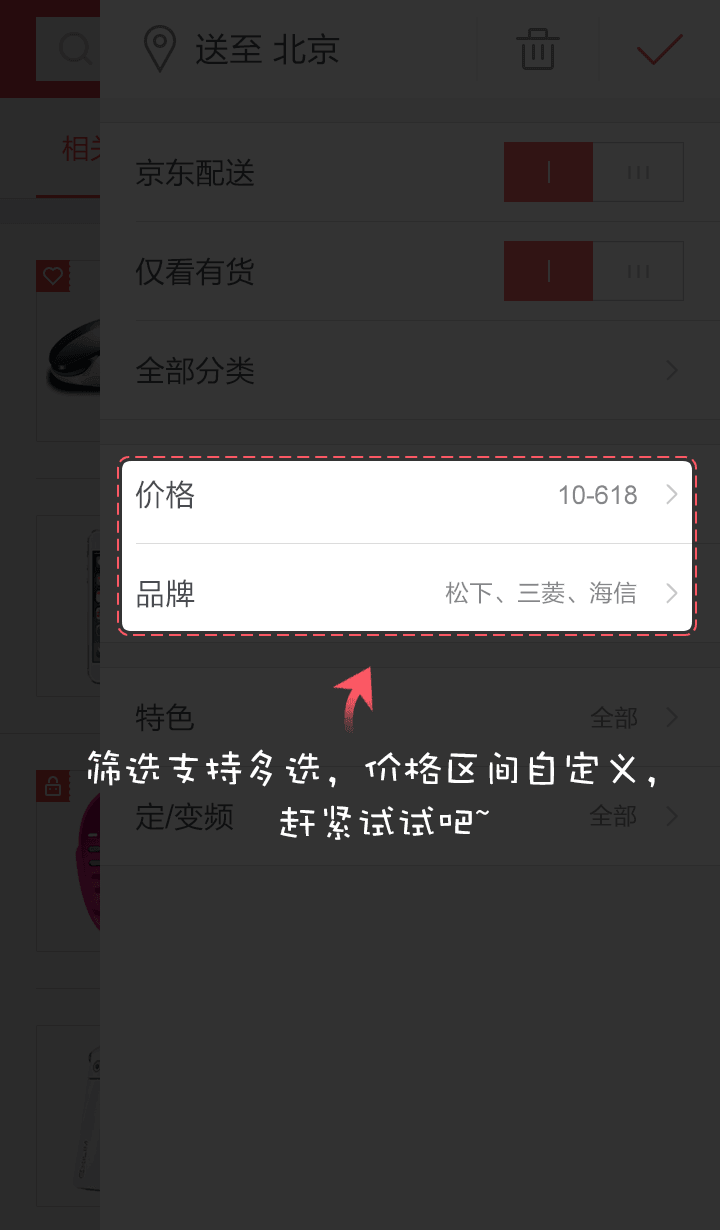 送至 北京
相关
京东配送
仅看有货
全部分类
价格 10-618
品牌 松下、三菱、海信
特色 全部
筛选支持多选，价格区间自定义，
定/变频 全部
赶紧试试吧~